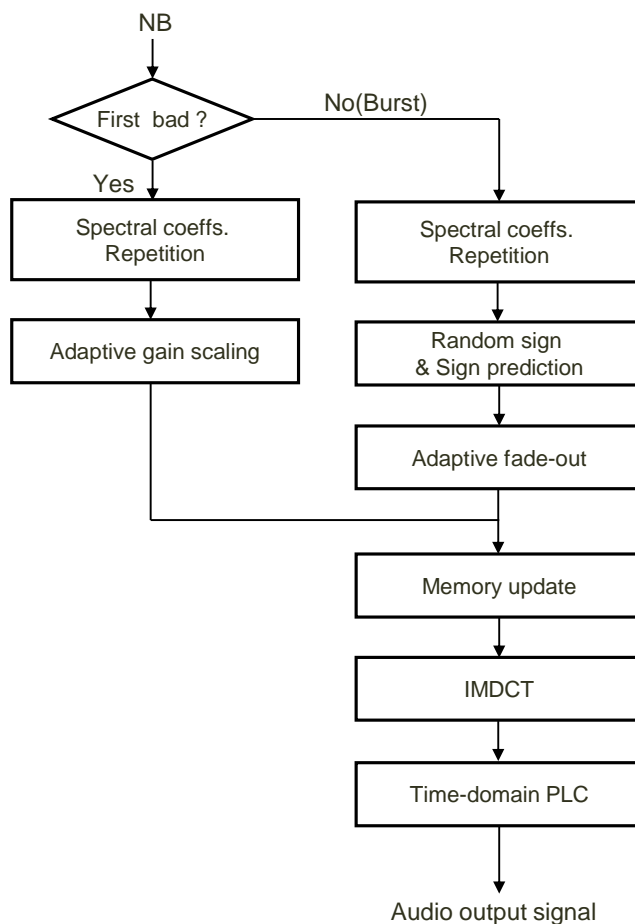 NB
First bad ?
No(Burst)
Yes
Spectral coeffs.
Repetition
Adaptive gain scaling
Spectral coeffs.
Repetition
Random sign
& Sign prediction
Adaptive fade-out
Memory update
IMDCT
Time-domain PLC
Audio output signal